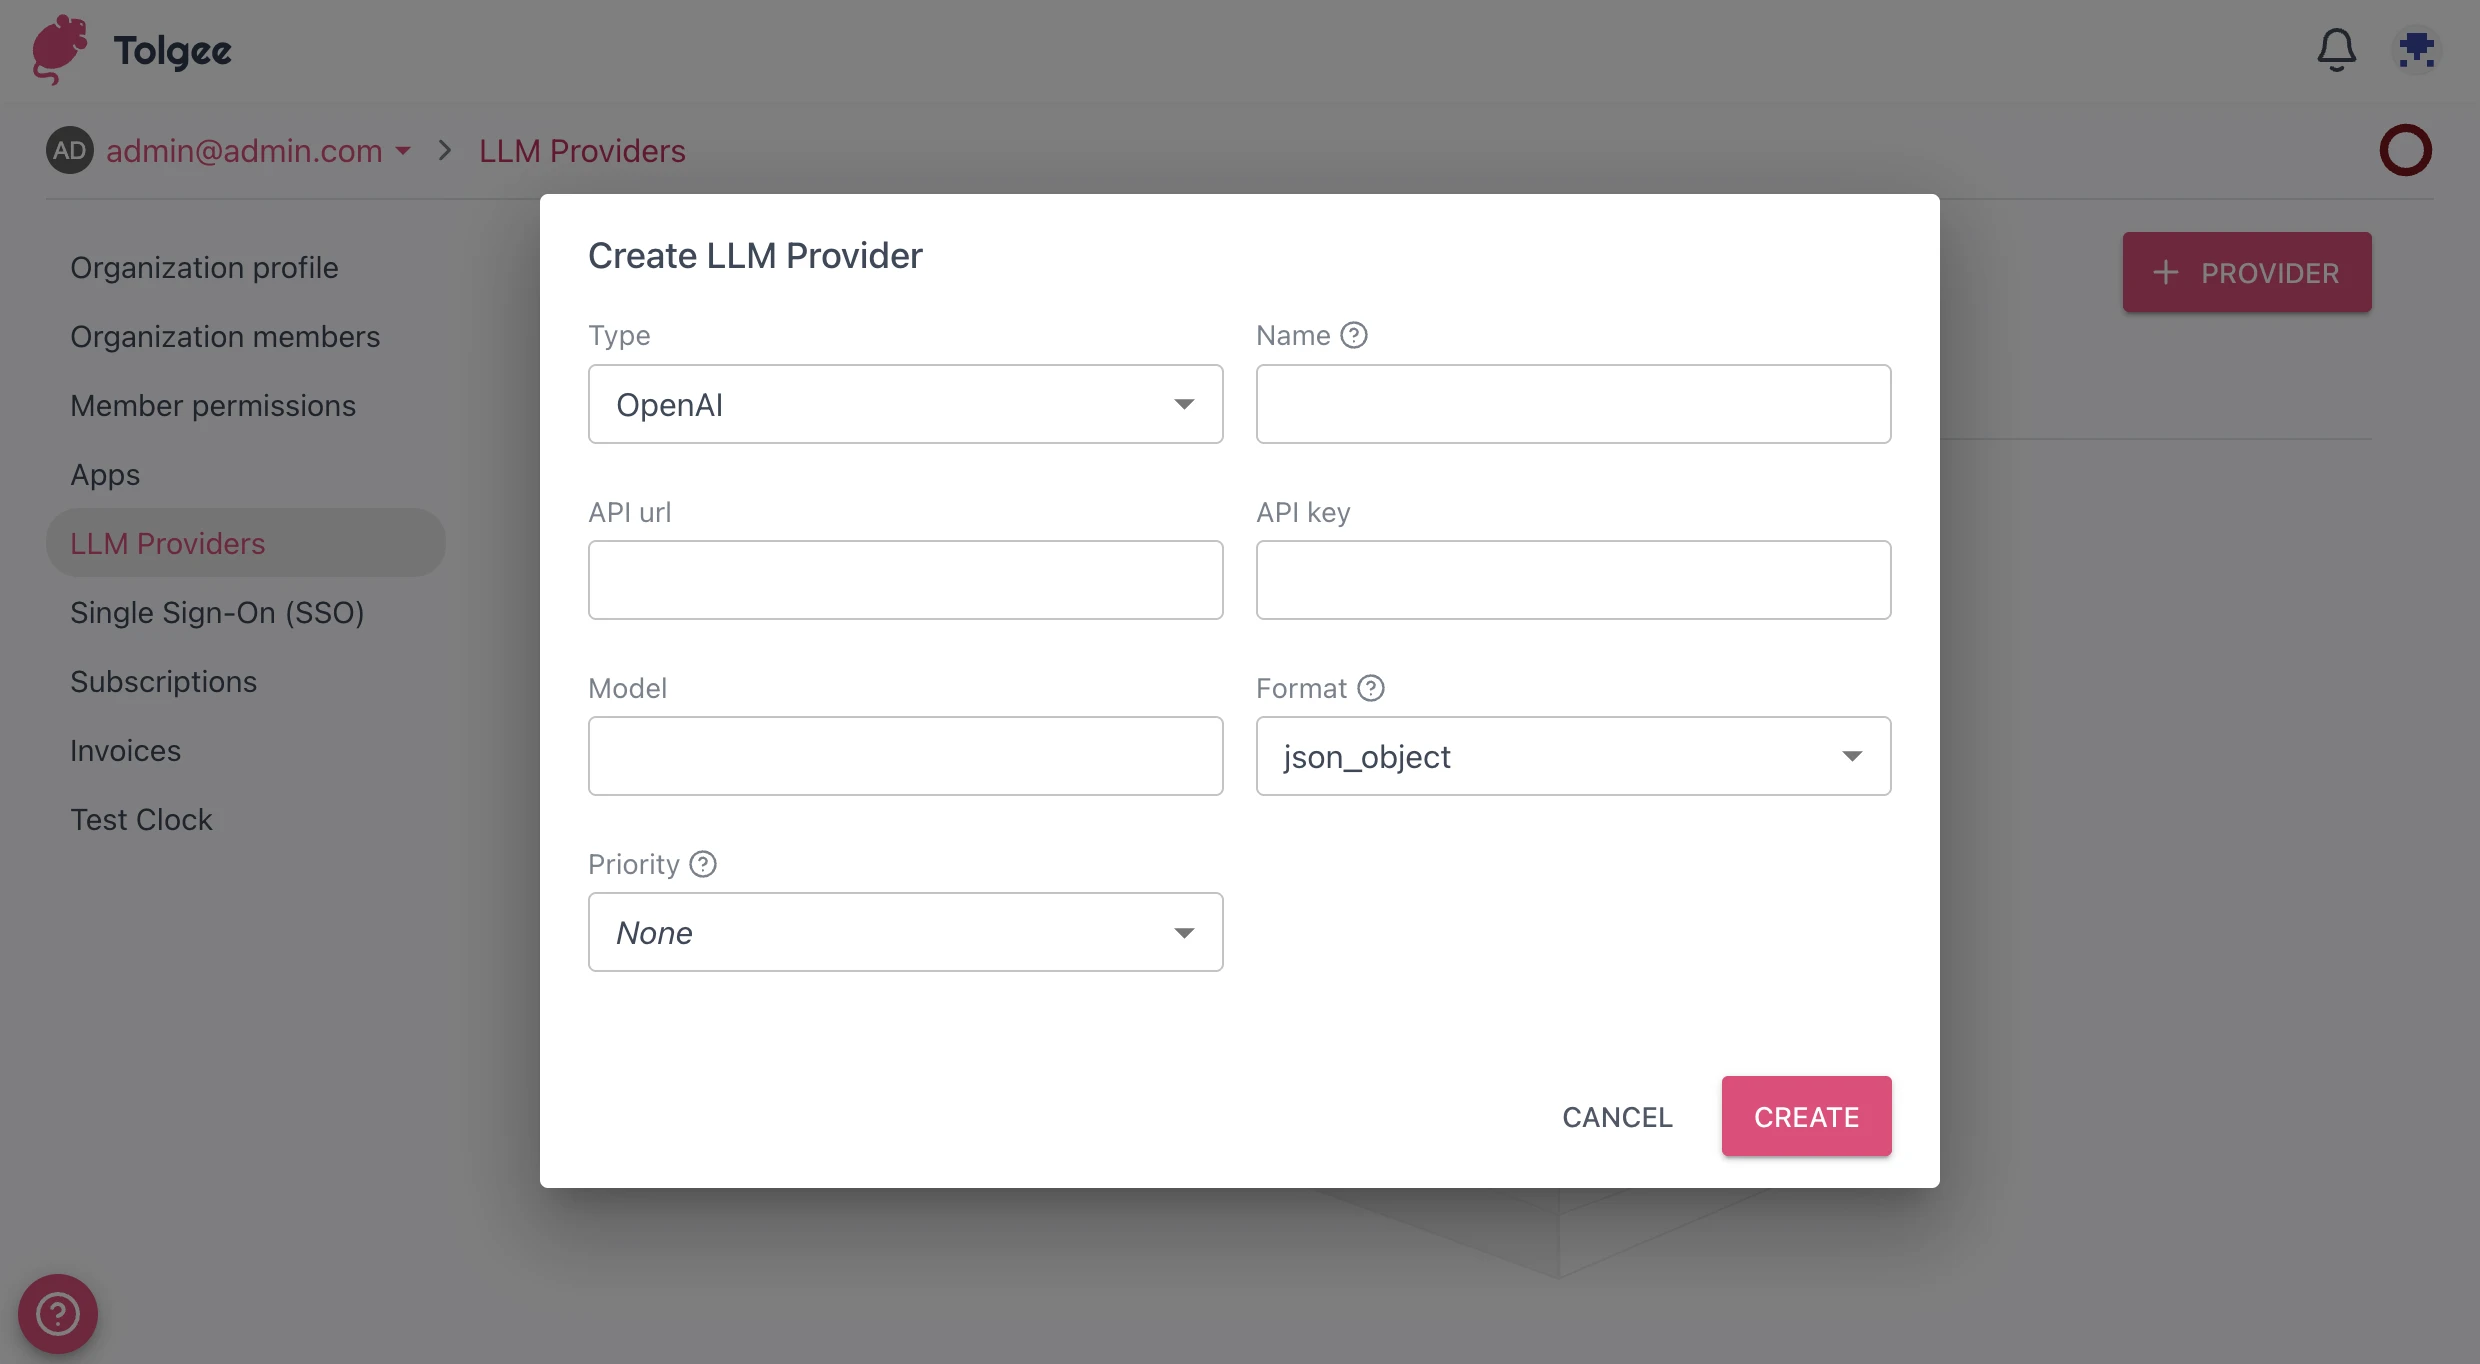 Tolgee
AD admin@admin.com > LLM Providers
Organization profile
Organization members
Member permissions
Apps
LLM Providers
Single Sign-On (SSO)
Subscriptions
Invoices
Test Clock
+ PROVIDER
Create LLM Provider
Type
OpenAI
Name ?
API url
API key
Model
Format ?
json_object
Priority ?
None
CANCEL
CREATE
?